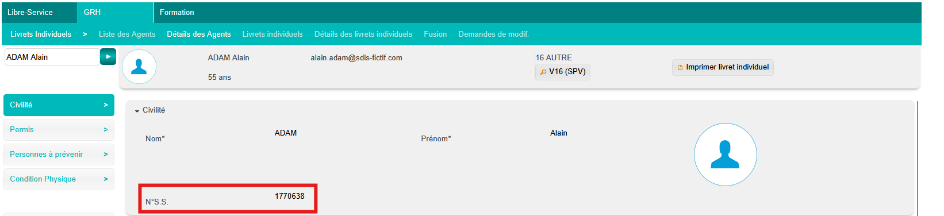 Libre-Service GRH Formation
Livrets Individuels > Liste des Agents Détails des Agents Livrets individuels Détails des livrets individuels Fusion Demandes de modif.
ADAM Alain
ADAM Alain alain.adam@sdis-fictif.com 16 AUTRE
55 ans V16 (SPV) Imprimer livret individuel
Civilité >
Permis >
Personnes à prévenir >
Condition Physique >
Civilité
Nom* ADAM Prénom* Alain
N°S.S. 1770638